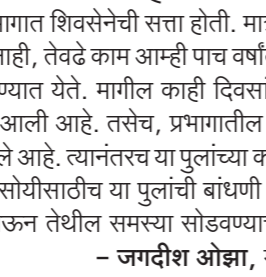 भागात शिवसेनेची सत्ता होती. मा
नाही, तेवढे काम आम्ही पाच वर्षां
ण्यात येते. मागील काही दिवसां
आली आहे. तसेच, प्रभागातील
ले आहे. त्यानंतरच या पुलांच्या क
सोयीसाठीच या पुलांची बांधणी
ऊन तेथील समस्या सोडवण्या
– जगदीश ओझा,